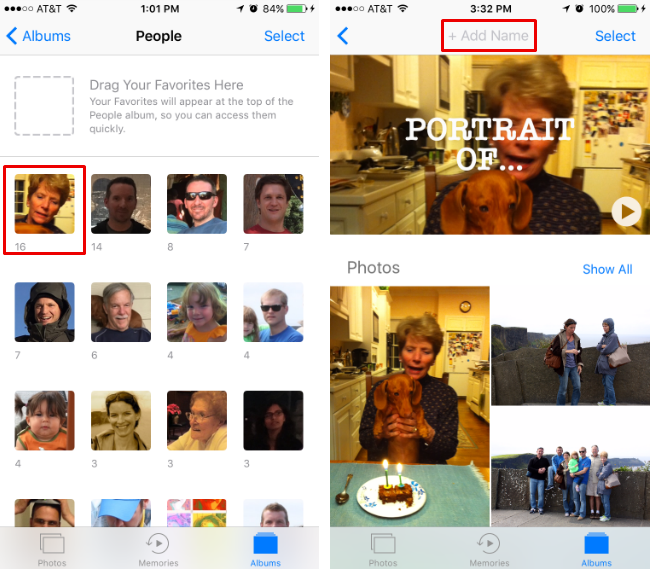 AT&T 1:01 PM 84%
Albums People Select
Drag Your Favorites Here
Your Favorites will appear at the top of the
People album, so you can access them
quickly.
16 14 8 7
7 6 4 4
4 3 3 3
Photos Memories Albums
AT&T 3:32 PM 100%
+ Add Name Select
PORTRAIT
OF...
Photos Show All
Photos Memories Albums